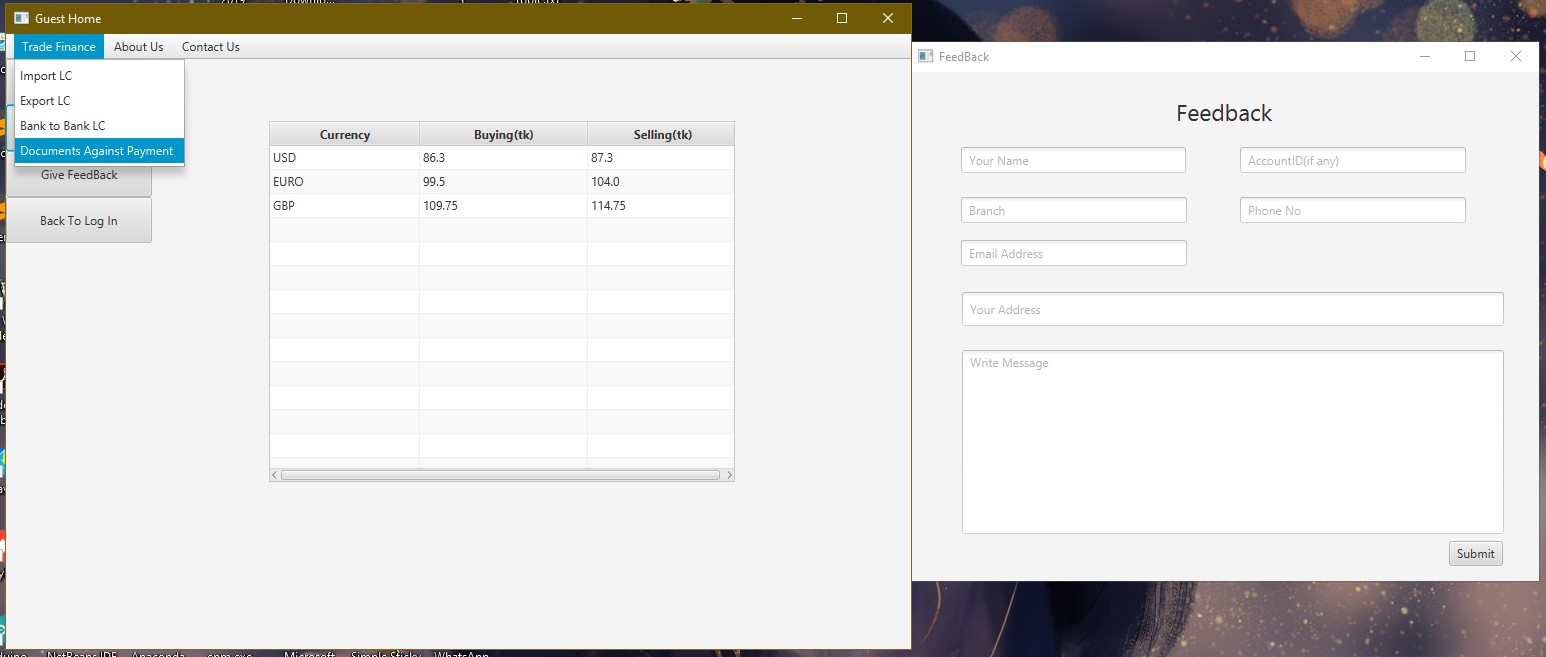 Guest Home
Trade Finance About Us Contact Us
Import LC
Export LC
Bank to Bank LC
Documents Against Payment
Give FeedBack
Back To Log In
Currency Buying(tk) Selling(tk)
USD 86.3 87.3
EURO 99.5 104.0
GBP 109.75 114.75
FeedBack
Feedback
Your Name AccountID(if any)
Branch Phone No
Email Address
Your Address
Write Message
Submit
NetBeans IDE Anaconda Microsoft Simple Sticky WhatsApp